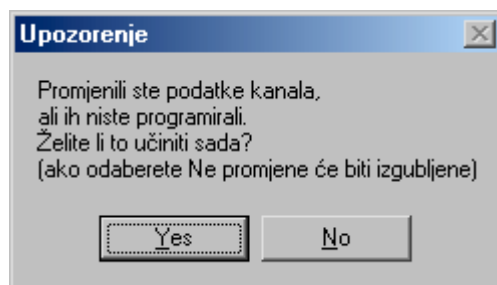 Upozorenje
Promjenili ste podatke kanala,
ali ih niste programirali.
Želite li to učiniti sada?
(ako odaberete Ne promjene će biti izgubljene)
Yes
No